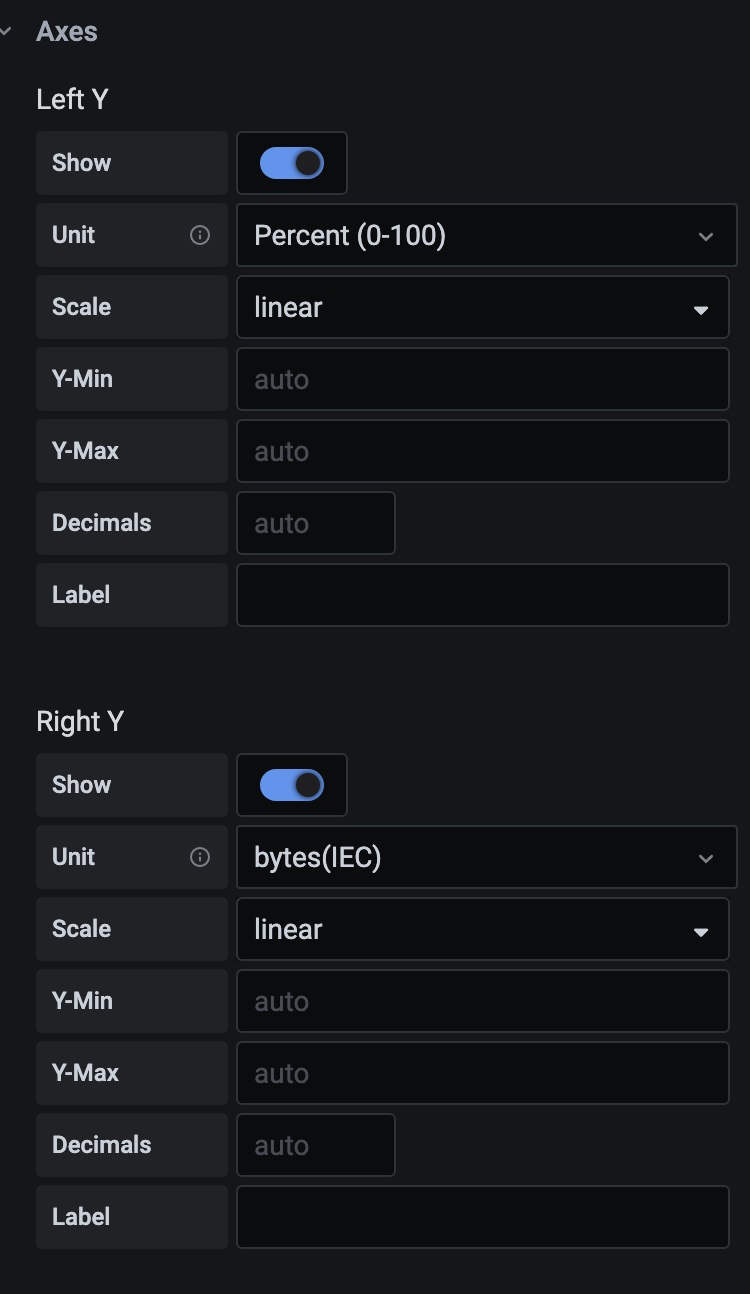 Axes
Left Y
Show
Unit Percent (0-100)
Scale linear
Y-Min auto
Y-Max auto
Decimals auto
Label
Right Y
Show
Unit bytes(IEC)
Scale linear
Y-Min auto
Y-Max auto
Decimals auto
Label